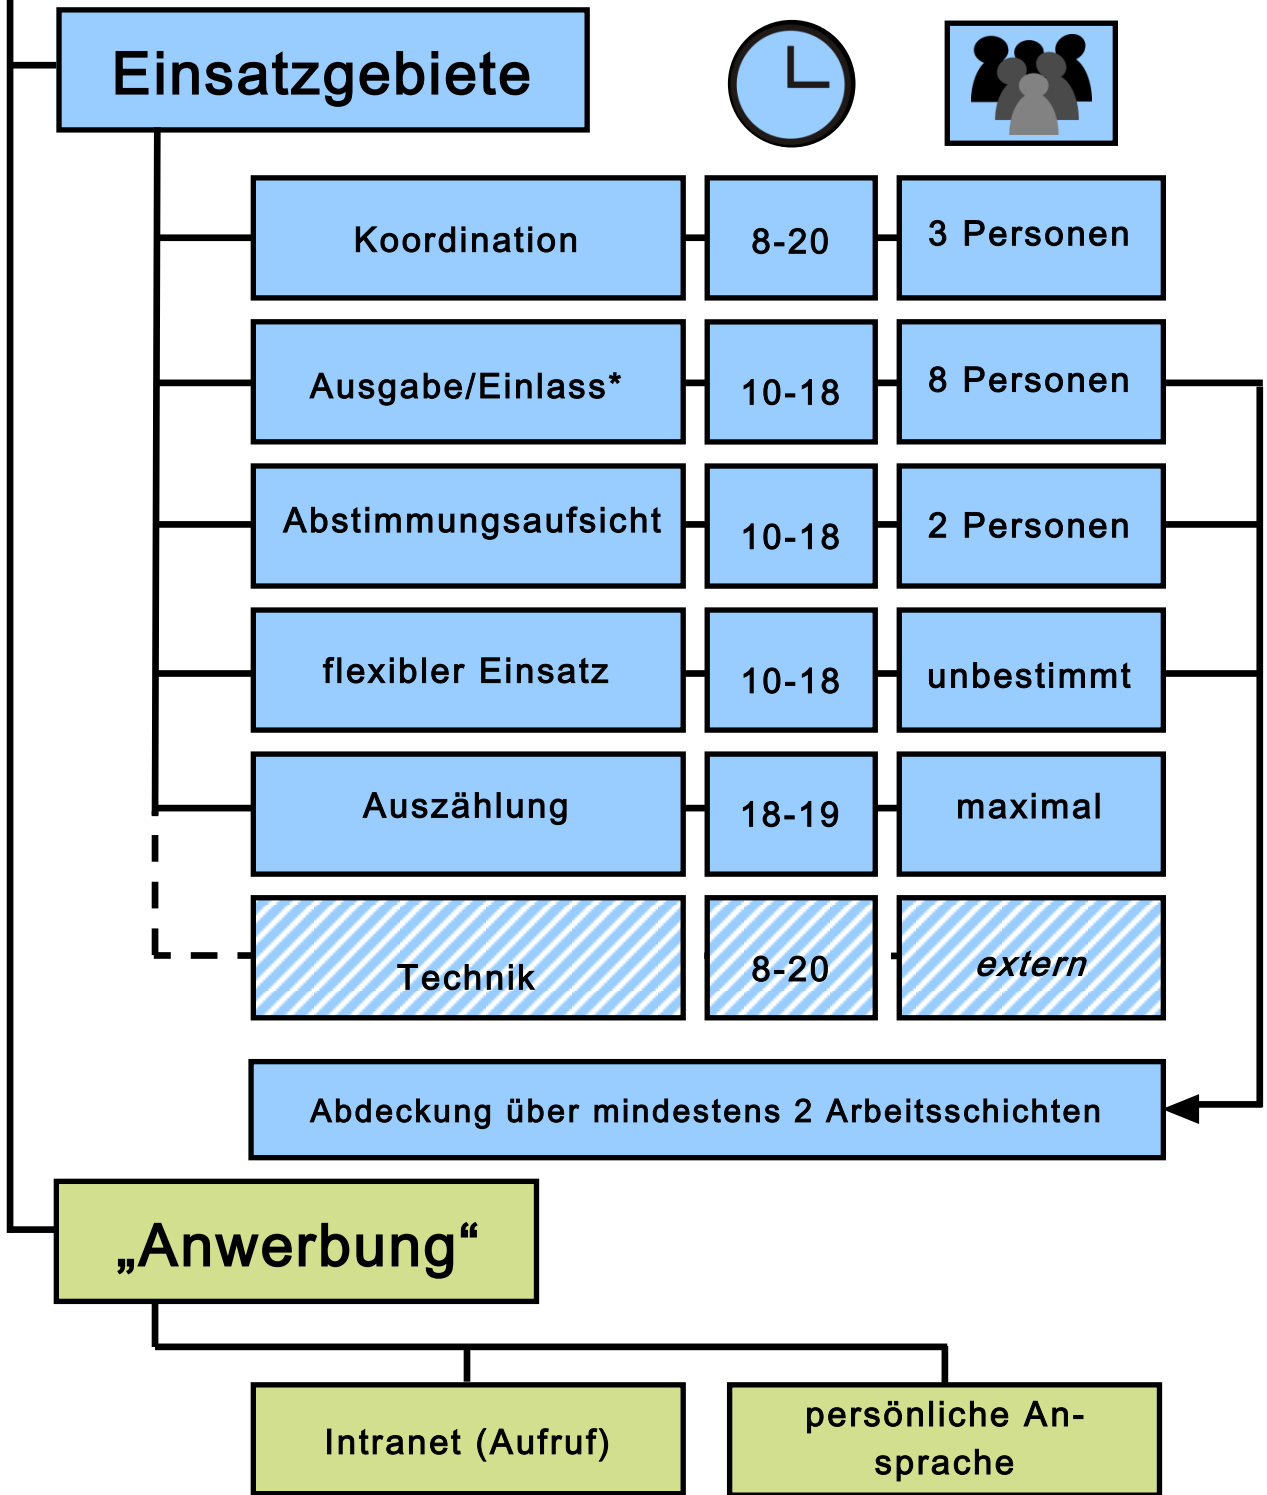 Einsatzgebiete
Koordination 8-20 3 Personen
Ausgabe/Einlass* 10-18 8 Personen
Abstimmungsaufsicht 10-18 2 Personen
flexibler Einsatz 10-18 unbestimmt
Auszählung 18-19 maximal
Technik 8-20 extern
Abdeckung über mindestens 2 Arbeitsschichten
„Anwerbung“
Intranet (Aufruf)
persönliche An-
sprache